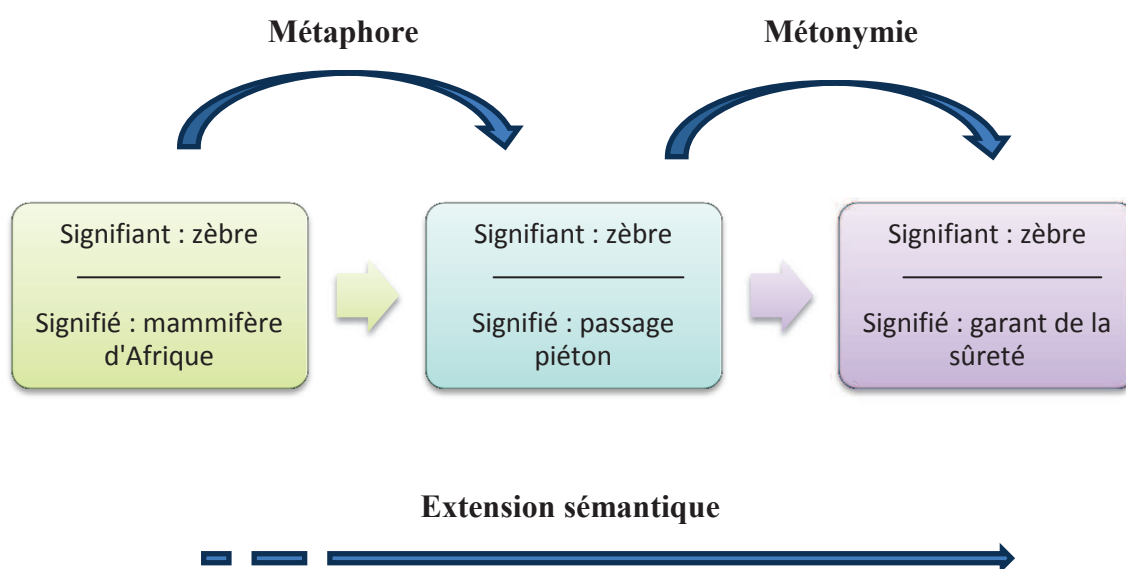 Métaphore
Métonymie
Signifiant : zèbre
Signifié : mammifère
d'Afrique
Signifiant : zèbre
Signifié : passage
piéton
Signifiant : zèbre
Signifié : garant de la
sûreté
Extension sémantique